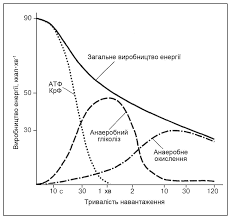 Виробництво енергії, ккал·хв⁻¹
90
50
30
Загальне виробництво енергії
АТФ
КрФ
Анаеробний
гліколіз
Анаеробне
окислення
10 с 30 1 хв 2 10 30 120
Тривалість навантаження